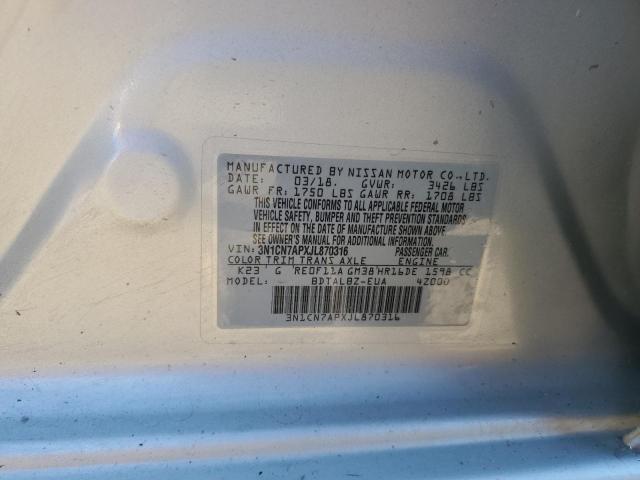 MANUFACTURED BY NISSAN MOTOR CO.,LTD.
DATE: 03/18. GVWR: 3426 LBS
GAWR FR: 1750 LBS GAWR RR: 1708 LBS
THIS VEHICLE CONFORMS TO ALL APPLICABLE FEDERAL MOTOR
VEHICLE SAFETY, BUMPER AND THEFT PREVENTION STANDARDS
IN EFFECT ON THE DATE OF MANUFACTURE SHOWN ABOVE.
SEE OWNER'S MANUAL FOR ADDITIONAL INFORMATION.
VIN: 3N1CN7APXJL870316 PASSENGER CAR.
COLOR TRIM TRANS AXLE ENGINE
K23 G RE0F11A GM38 HR16DE 1598 CC
MODEL: BDTALBZ-EUA 4Z000
3N1CN7APXJL870316